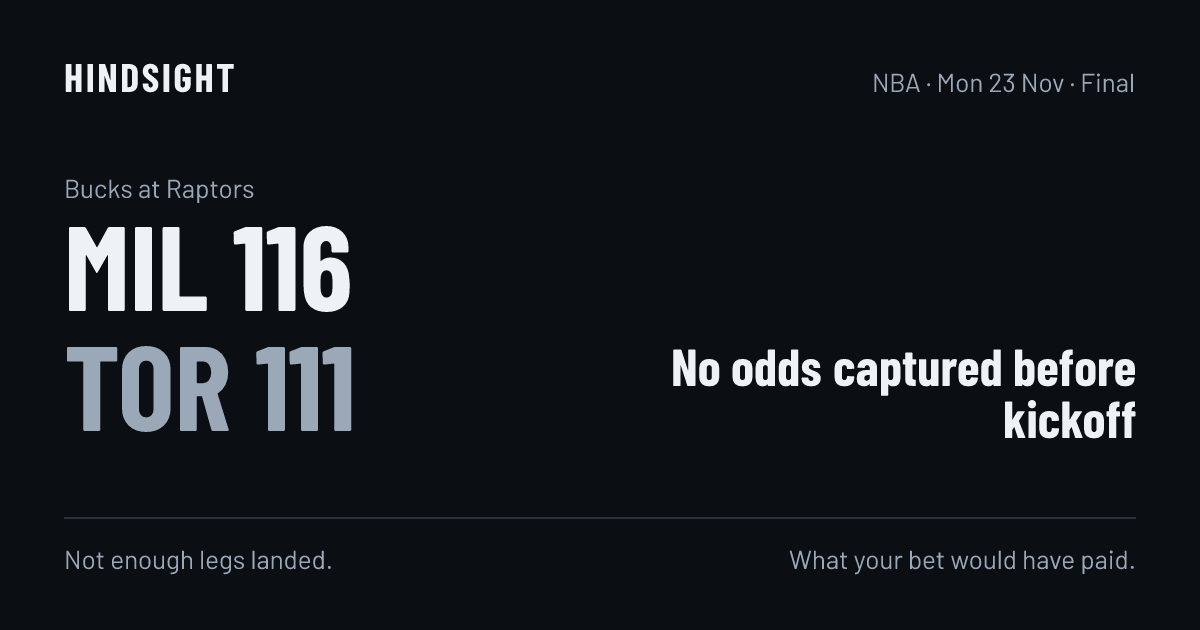 HINDSIGHT
NBA · Mon 23 Nov · Final
Bucks at Raptors
MIL 116
TOR 111
No odds captured before
kickoff
Not enough legs landed.
What your bet would have paid.